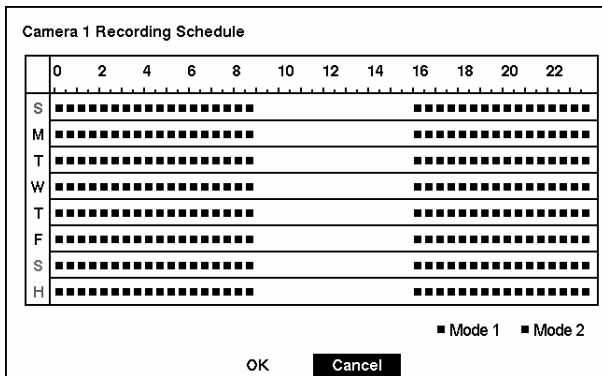 Camera 1 Recording Schedule
0 2 4 6 8 10 12 14 16 18 20 22
S
M
T
W
T
F
S
H
Mode 1 Mode 2
OK Cancel